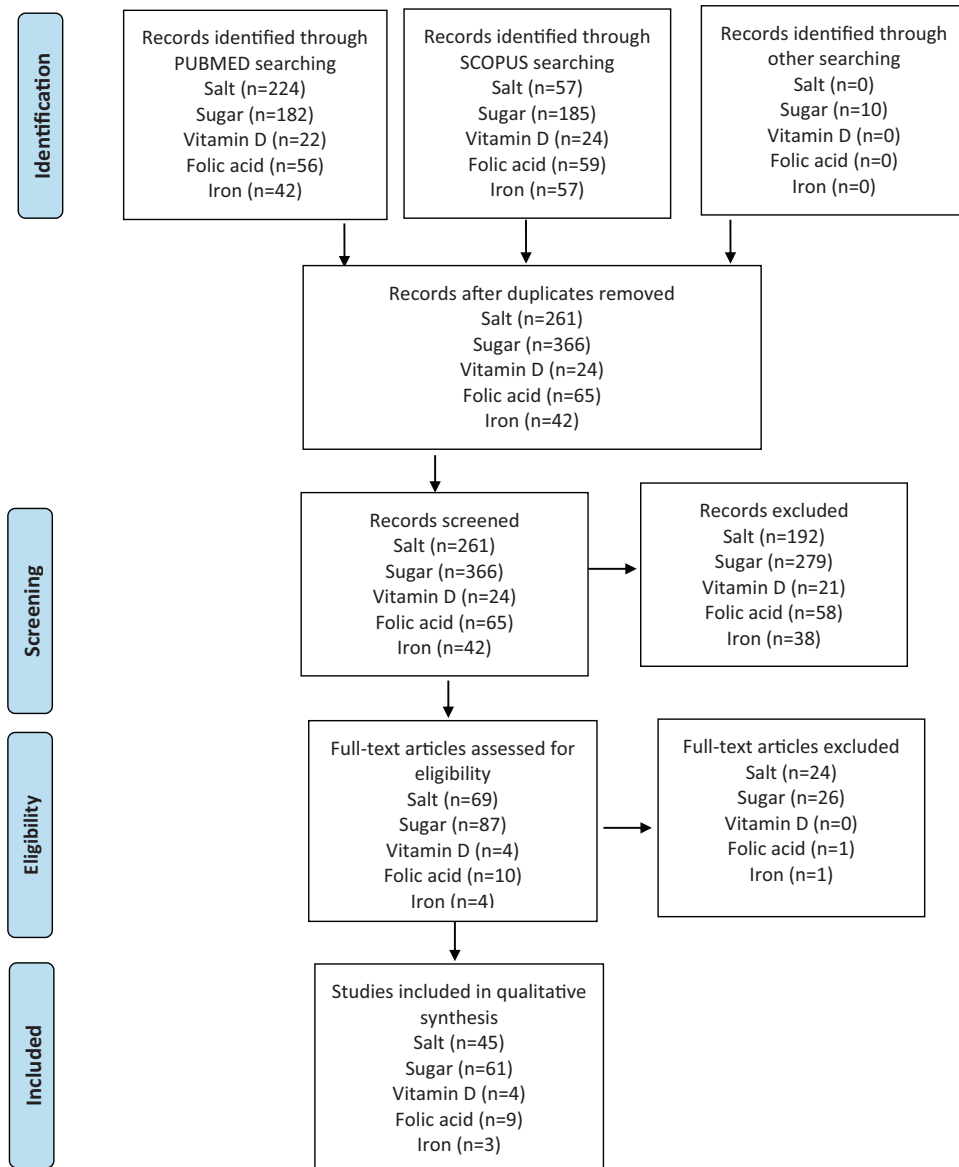 Identification
Records identified through
PUBMED searching
Salt (n=224)
Sugar (n=182)
Vitamin D (n=22)
Folic acid (n=56)
Iron (n=42)
Records identified through
SCOPUS searching
Salt (n=57)
Sugar (n=185)
Vitamin D (n=24)
Folic acid (n=59)
Iron (n=57)
Records identified through
other searching
Salt (n=0)
Sugar (n=10)
Vitamin D (n=0)
Folic acid (n=0)
Iron (n=0)
Records after duplicates removed
Salt (n=261)
Sugar (n=366)
Vitamin D (n=24)
Folic acid (n=65)
Iron (n=42)
Screening
Records screened
Salt (n=261)
Sugar (n=366)
Vitamin D (n=24)
Folic acid (n=65)
Iron (n=42)
Records excluded
Salt (n=192)
Sugar (n=279)
Vitamin D (n=21)
Folic acid (n=58)
Iron (n=38)
Eligibility
Full-text articles assessed for
eligibility
Salt (n=69)
Sugar (n=87)
Vitamin D (n=4)
Folic acid (n=10)
Iron (n=4)
Full-text articles excluded
Salt (n=24)
Sugar (n=26)
Vitamin D (n=0)
Folic acid (n=1)
Iron (n=1)
Included
Studies included in qualitative
synthesis
Salt (n=45)
Sugar (n=61)
Vitamin D (n=4)
Folic acid (n=9)
Iron (n=3)